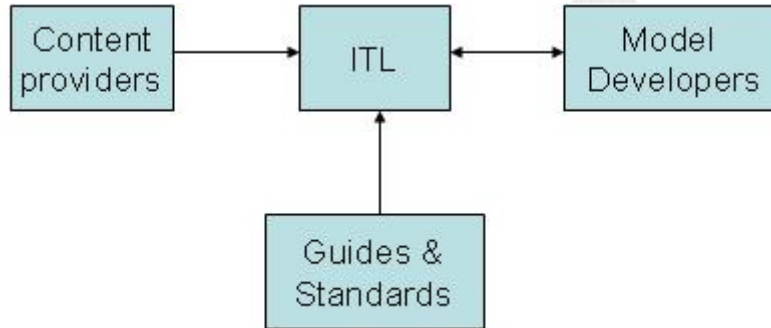 Content
providers
ITL
Model
Developers
Guides &
Standards